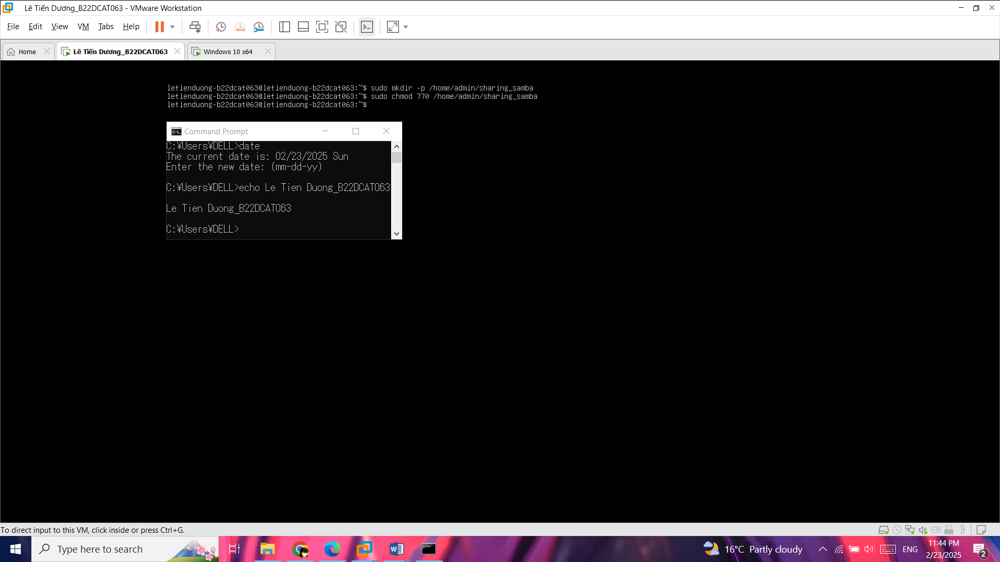 Lê Tiến Dương_B22DCAT063 - VMware Workstation
File Edit View VM Tabs Help
Home Lê Tiến Dương_B22DCAT063 Windows 10 x64
letienduong-b22dcat063@letienduong-b22dcat063:~$ sudo mkdir -p /home/admin/sharing_samba
letienduong-b22dcat063@letienduong-b22dcat063:~$ sudo chmod 770 /home/admin/sharing_samba
letienduong-b22dcat063@letienduong-b22dcat063:~$
Command Prompt
C:¥Users¥DELL>date
The current date is: 02/23/2025 Sun
Enter the new date: (mm-dd-yy)
C:¥Users¥DELL>echo Le Tien Duong_B22DCAT063
Le Tien Duong_B22DCAT063
C:¥Users¥DELL>
To direct input to this VM, click inside or press Ctrl+G.
Type here to search
16°C Partly cloudy
ENG
11:44 PM
2/23/2025
2